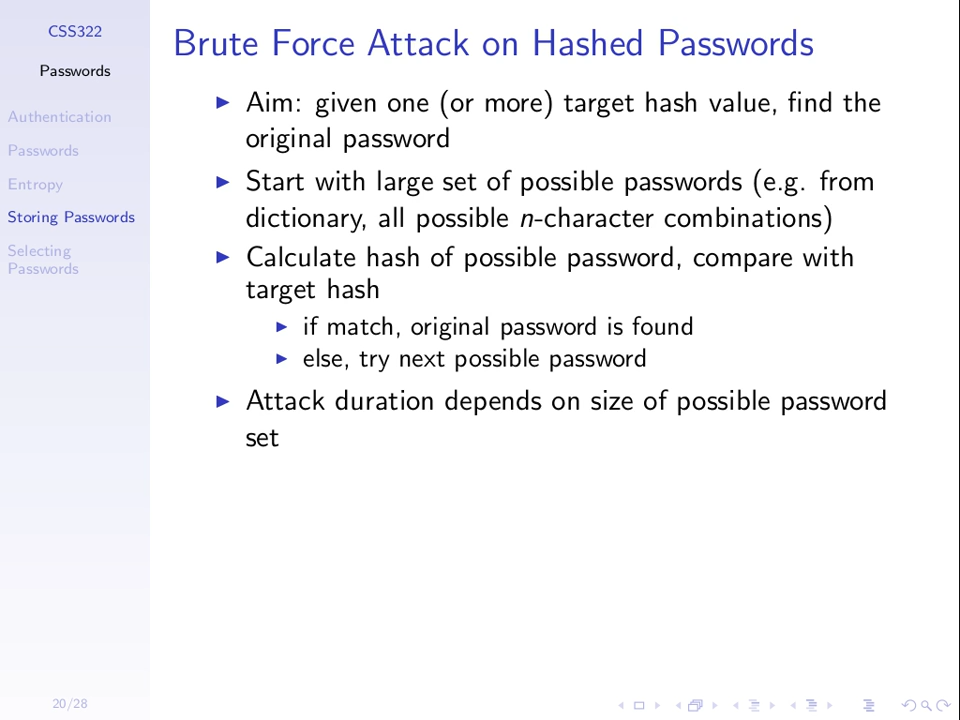 CSS322
Passwords
Authentication
Passwords
Entropy
Storing Passwords
Selecting
Passwords
Brute Force Attack on Hashed Passwords
Aim: given one (or more) target hash value, find the
original password
Start with large set of possible passwords (e.g. from
dictionary, all possible n-character combinations)
Calculate hash of possible password, compare with
target hash
if match, original password is found
else, try next possible password
Attack duration depends on size of possible password
set
20/28